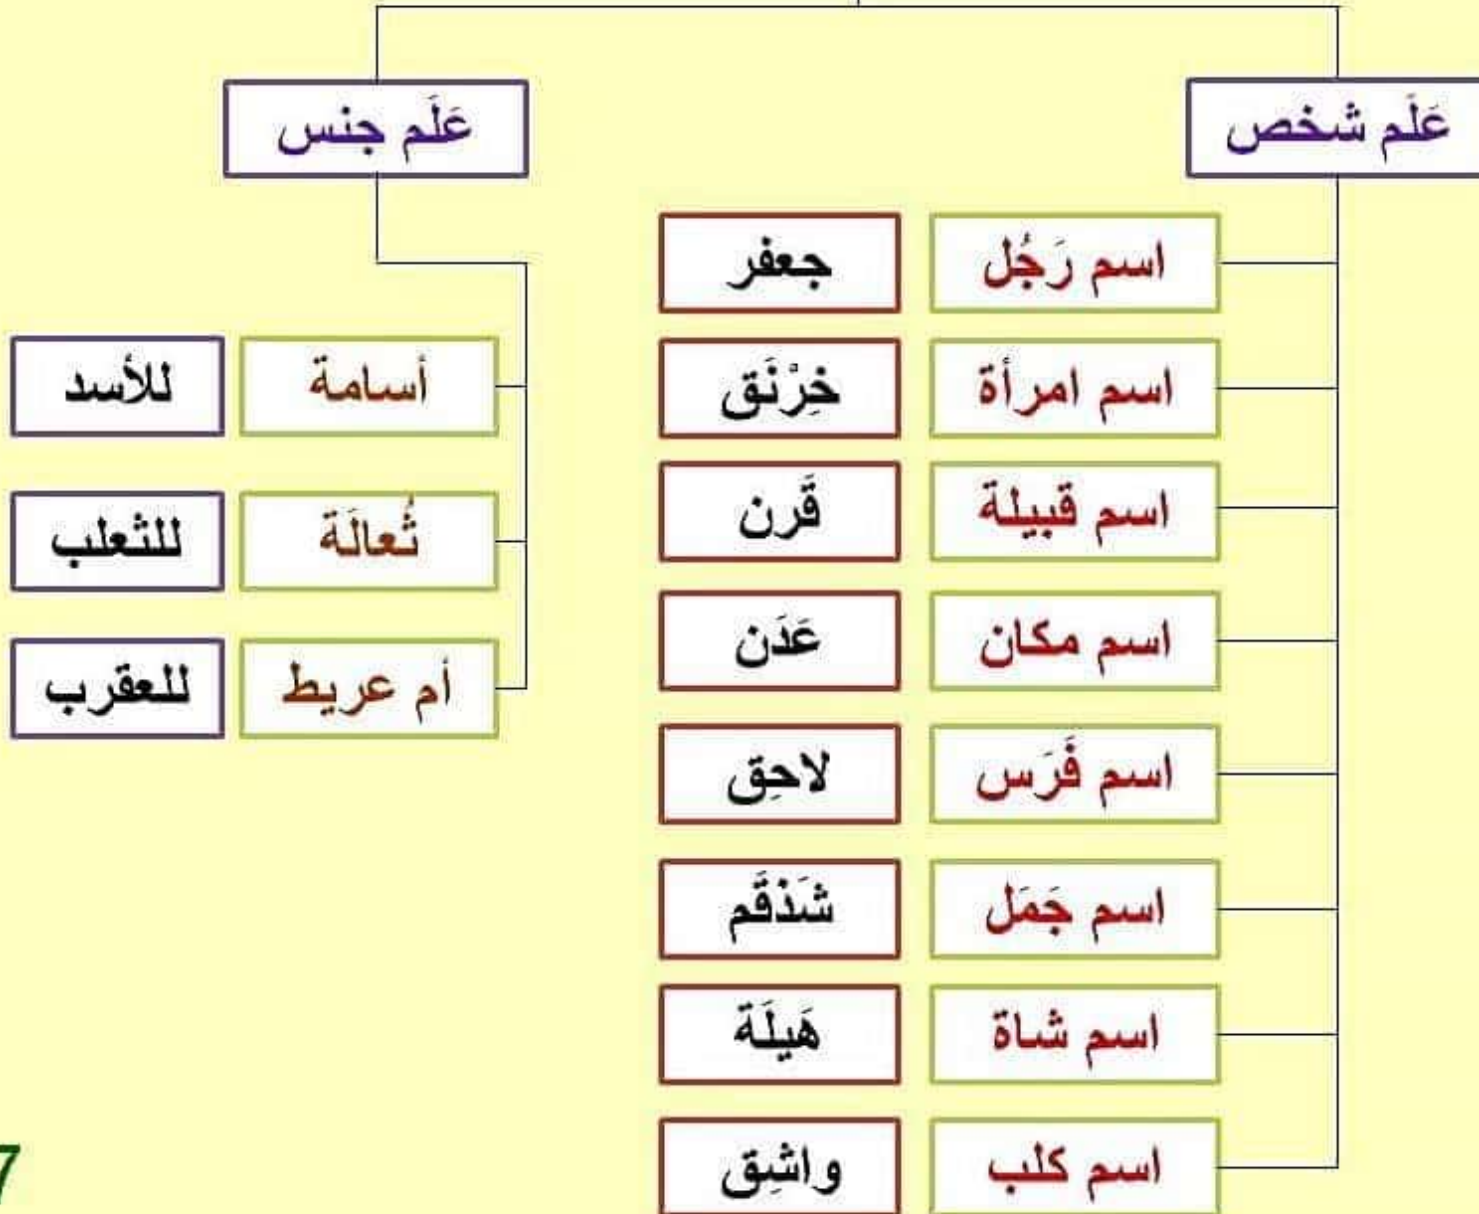 عَلَم شخص
اسم رَجُل جعفر
اسم امرأة خِرْنَق
اسم قبيلة قَرن
اسم مكان عَدَن
اسم فَرَس لاحِق
اسم جَمَل شَذقَم
اسم شاة هَيلَة
اسم كلب واشِق
عَلَم جنس
أسامة للأسد
ثُعالَة للثعلب
أم عريط للعقرب
7